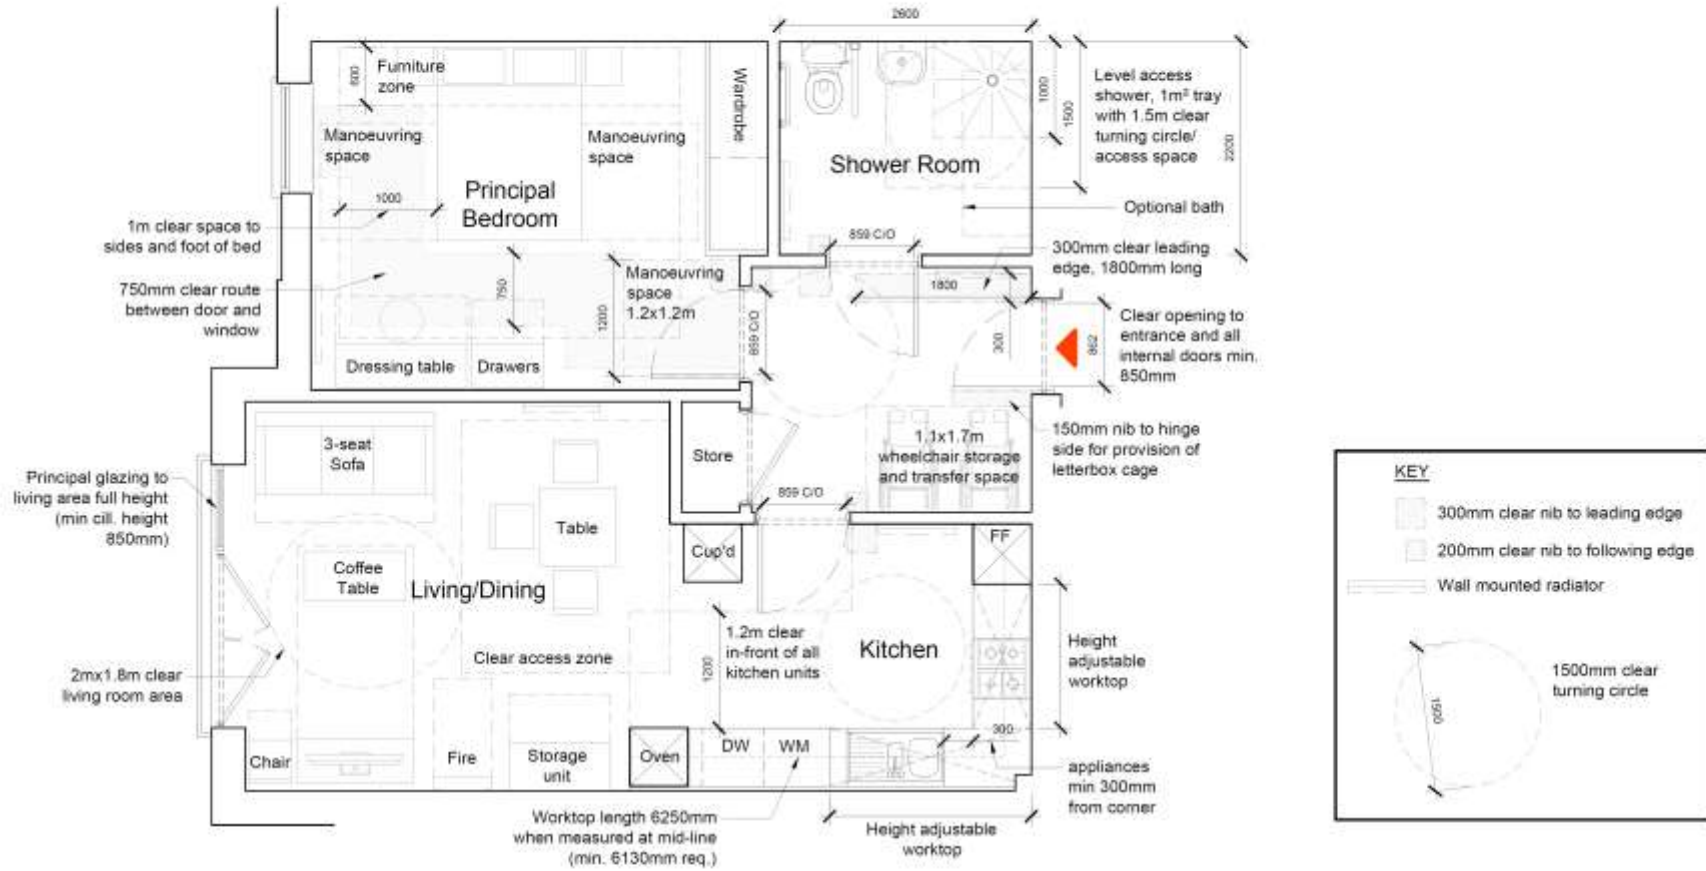 2600
600
Furniture
zone
Wardrobe
Manoeuvring
space
Manoeuvring
space
1000
Principal
Bedroom
750
1200
Manoeuvring
space
1.2x1.2m
Dressing table
Drawers
1m clear space to
sides and foot of bed
750mm clear route
between door and
window
Shower Room
1000
1500
2200
Level access
shower, 1m² tray
with 1.5m clear
turning circle/
access space
Optional bath
859 C/O
300mm clear leading
edge, 1800mm long
1800
859 C/O
300
862
Clear opening to
entrance and all
internal doors min.
850mm
150mm nib to hinge
side for provision of
letterbox cage
1.1x1.7m
wheelchair storage
and transfer space
Store
859 C/O
3-seat
Sofa
Principal glazing to
living area full height
(min cill. height
850mm)
Table
Coffee
Table
Living/Dining
Clear access zone
2mx1.8m clear
living room area
Chair
Fire
Storage
unit
Cup'd
FF
1.2m clear
in-front of all
kitchen units
1200
Kitchen
Height
adjustable
worktop
300
Oven
DW
WM
appliances
min 300mm
from corner
Worktop length 6250mm
when measured at mid-line
(min. 6130mm req.)
Height adjustable
worktop
KEY
300mm clear nib to leading edge
200mm clear nib to following edge
Wall mounted radiator
1500
1500mm clear
turning circle